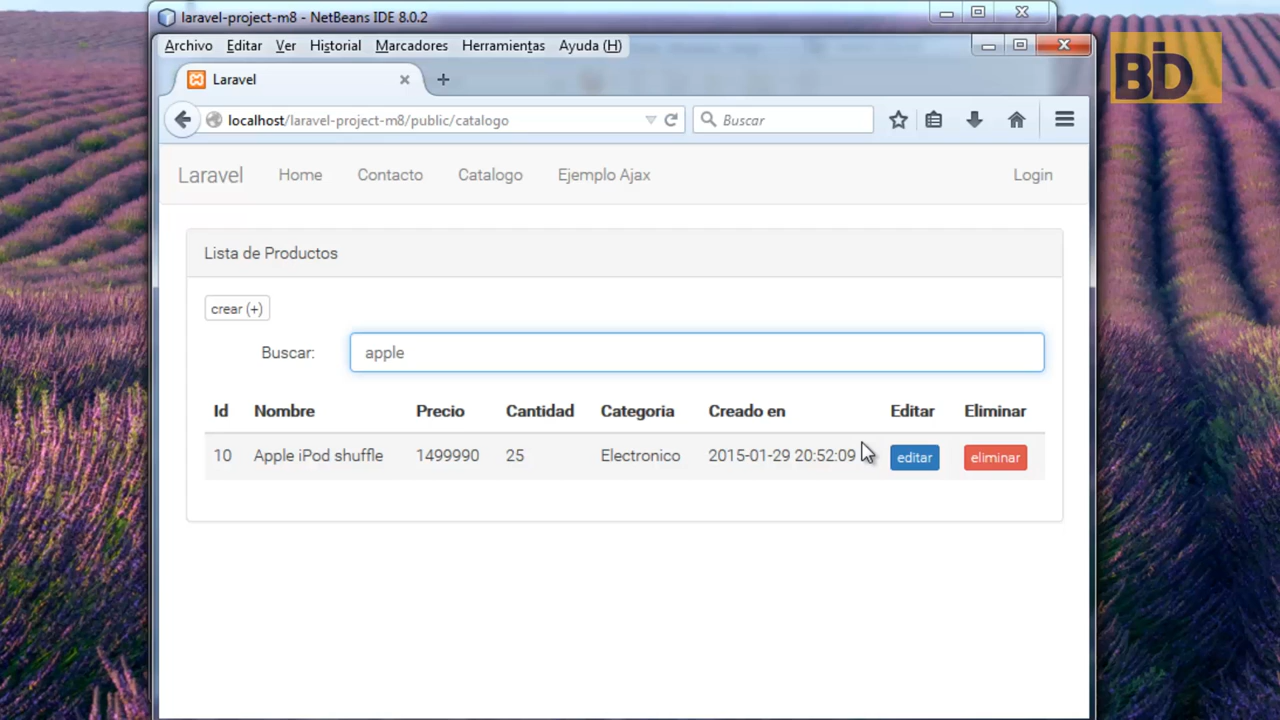 laravel-project-m8 - NetBeans IDE 8.0.2
Archivo Editar Ver Historial Marcadores Herramientas Ayuda (H)
Laravel
localhost/laravel-project-m8/public/catalogo
Buscar
BID
Laravel Home Contacto Catalogo Ejemplo Ajax Login
Lista de Productos
crear (+)
Buscar: apple
Id Nombre Precio Cantidad Categoria Creado en Editar Eliminar
10 Apple iPod shuffle 1499990 25 Electronico 2015-01-29 20:52:09 editar eliminar